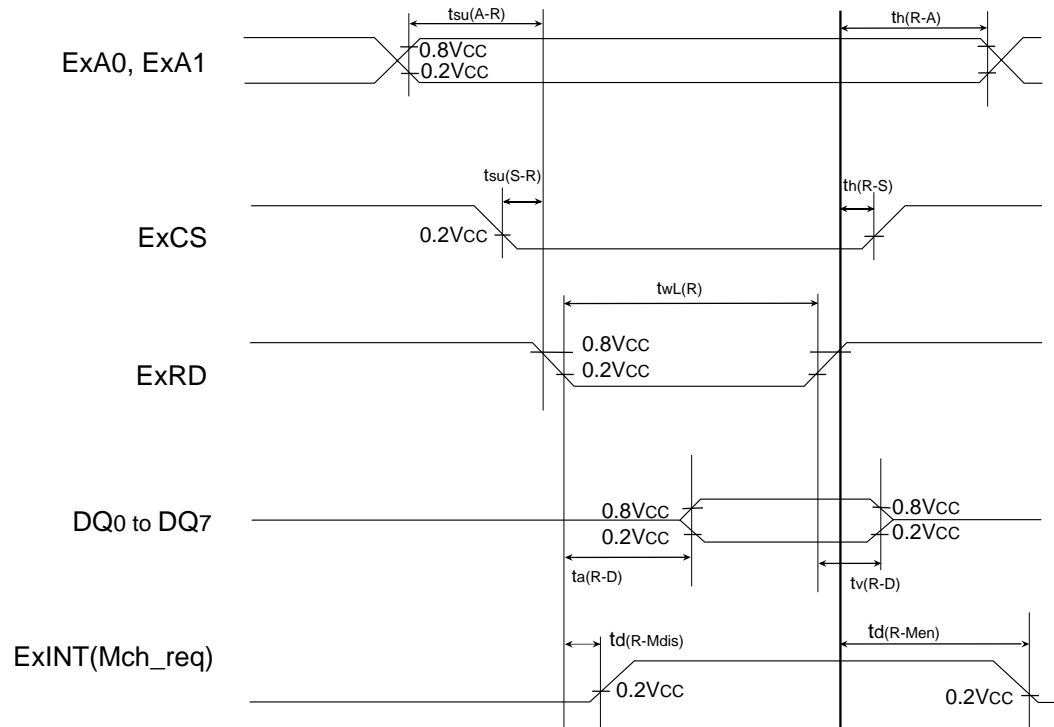 tsu(A-R)
th(R-A)
ExA0, ExA1
0.8VCC
0.2VCC
tsu(S-R)
th(R-S)
ExCS
0.2VCC
twL(R)
ExRD
0.8VCC
0.2VCC
DQ0 to DQ7
0.8VCC
0.8VCC
0.2VCC
0.2VCC
ta(R-D)
tv(R-D)
ExINT(Mch_req)
td(R-Mdis)
td(R-Men)
0.2VCC
0.2VCC